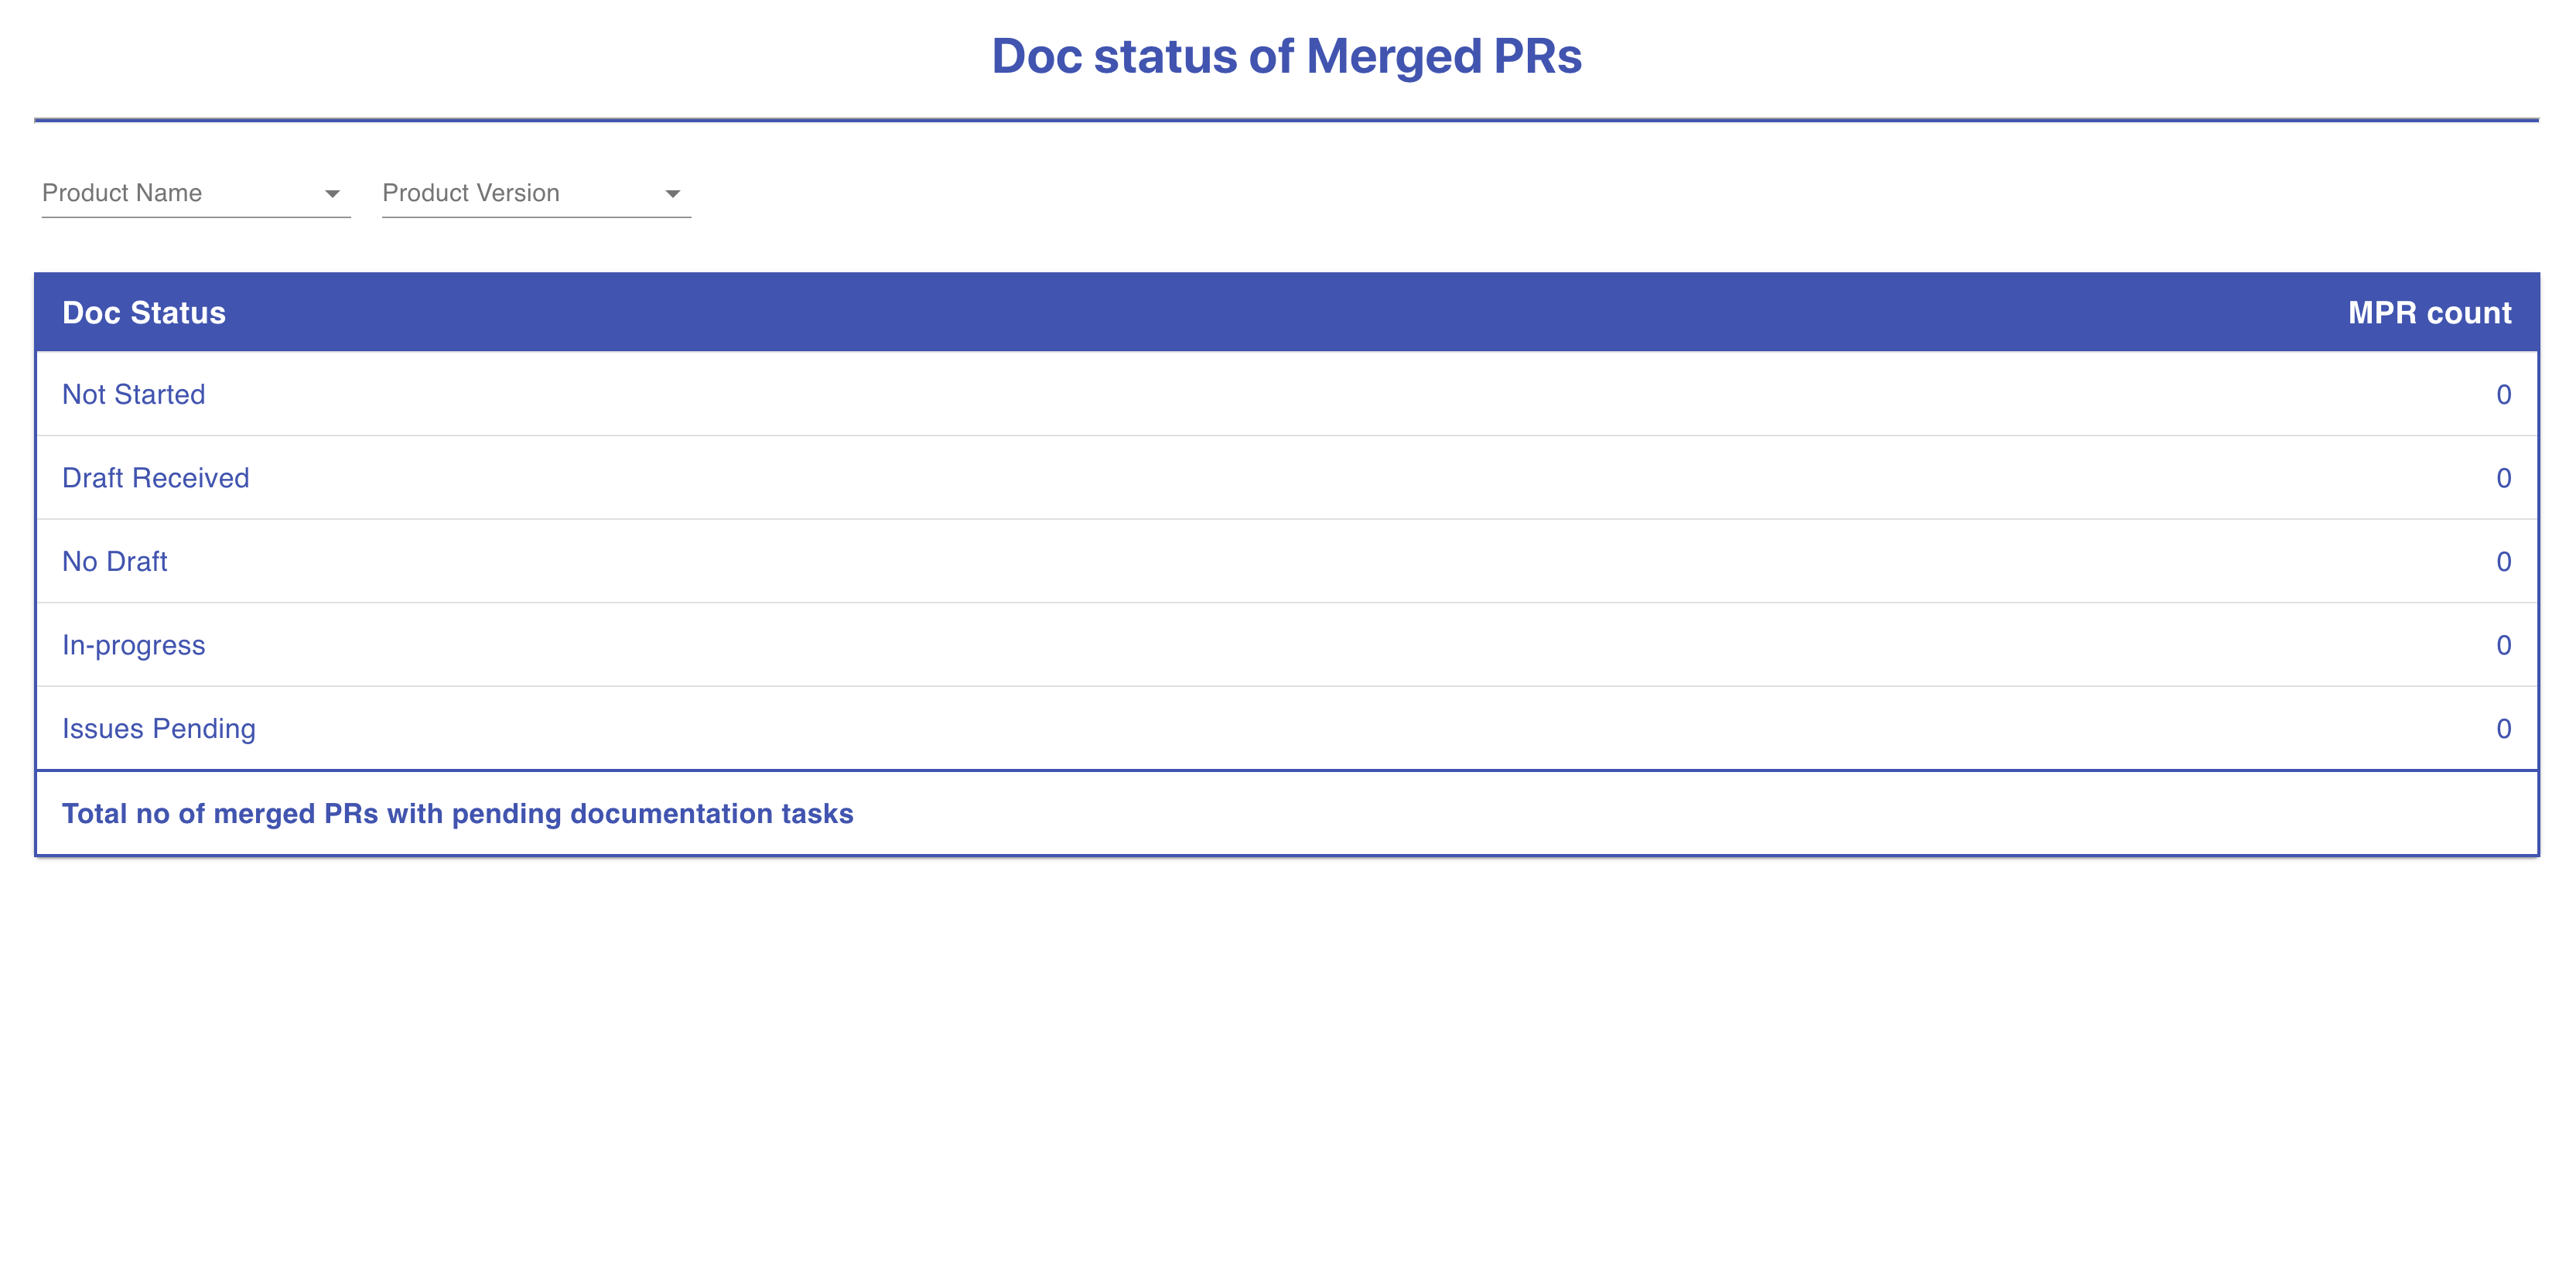 Doc status of Merged PRs
Product Name Product Version
Doc Status MPR count
Not Started 0
Draft Received 0
No Draft 0
In-progress 0
Issues Pending 0
Total no of merged PRs with pending documentation tasks